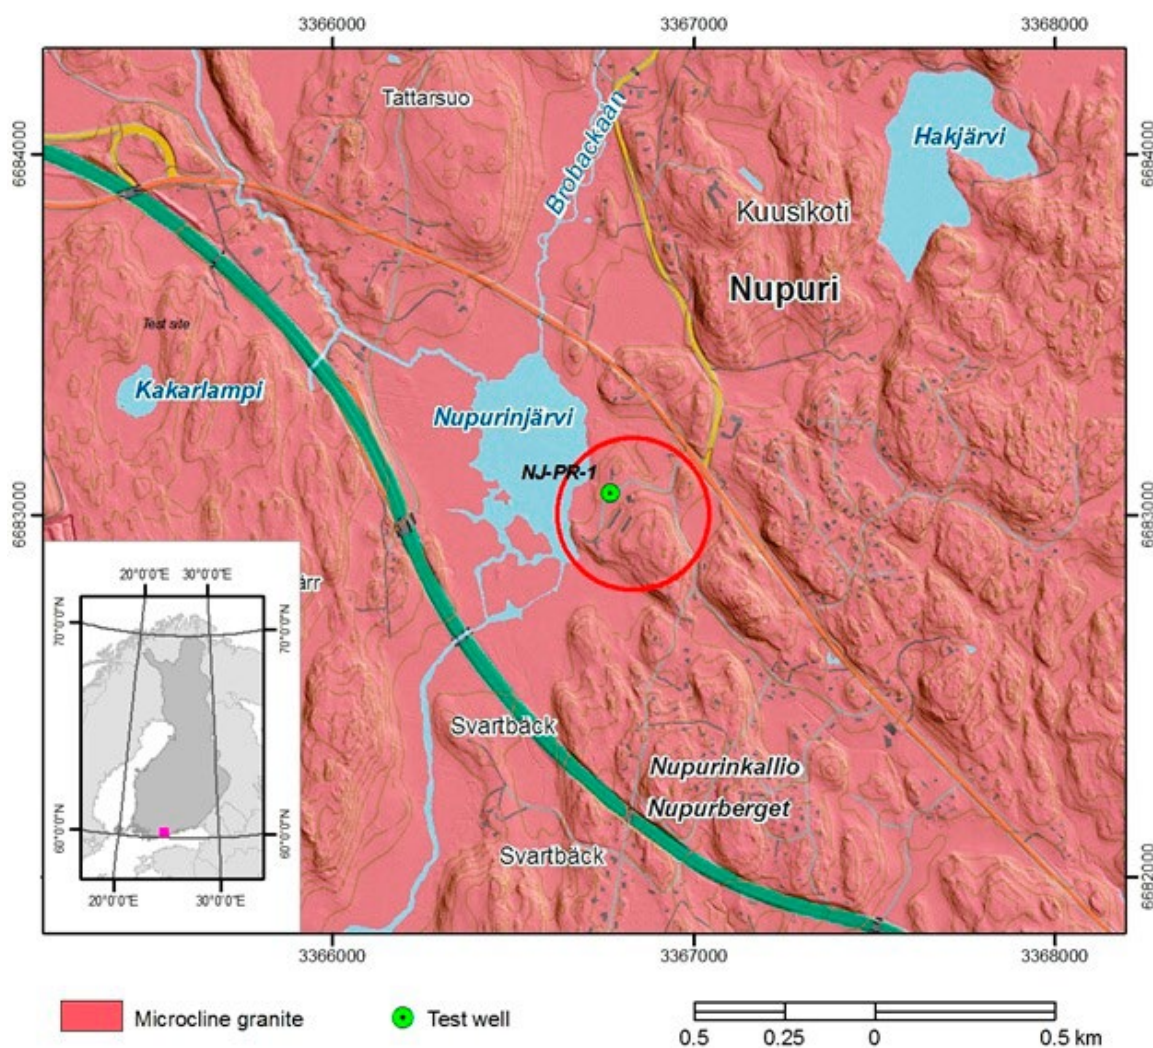 3366000
3367000
3368000
Tattarsuo
Brobackaån
Hakjärvi
6684000
6684000
Kuusikoti
Nupuri
Test site
Kakarlampi
Nupurinjärvi
NJ-PR-1
6683000
6683000
20°0'0"E 30°0'0"E
70°0'0"N
70°0'0"N
60°0'0"N
60°0'0"N
20°0'0"E 30°0'0"E
ärr
Svartbäck
Nupurinkallio
Nupurberget
Svartbäck
6682000
3366000
3367000
3368000
Microcline granite
Test well
0.5 0.25 0 0.5 km